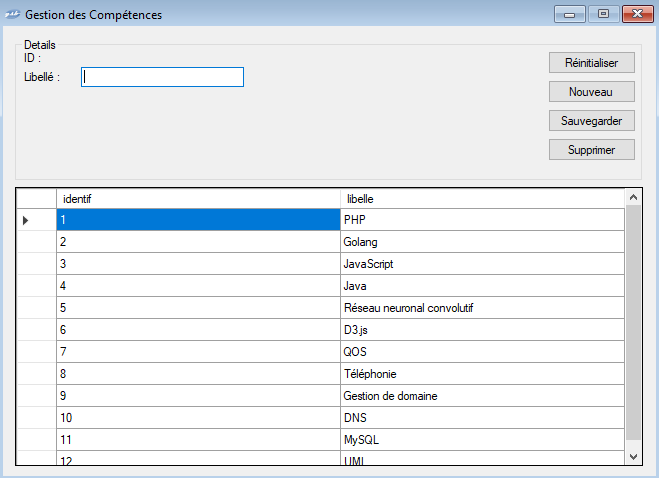 Gestion des Compétences
Details
ID :
Libellé :
Réinitialiser
Nouveau
Sauvegarder
Supprimer
identif libelle
1 PHP
2 Golang
3 JavaScript
4 Java
5 Réseau neuronal convolutif
6 D3.js
7 QOS
8 Téléphonie
9 Gestion de domaine
10 DNS
11 MySQL
12 UML